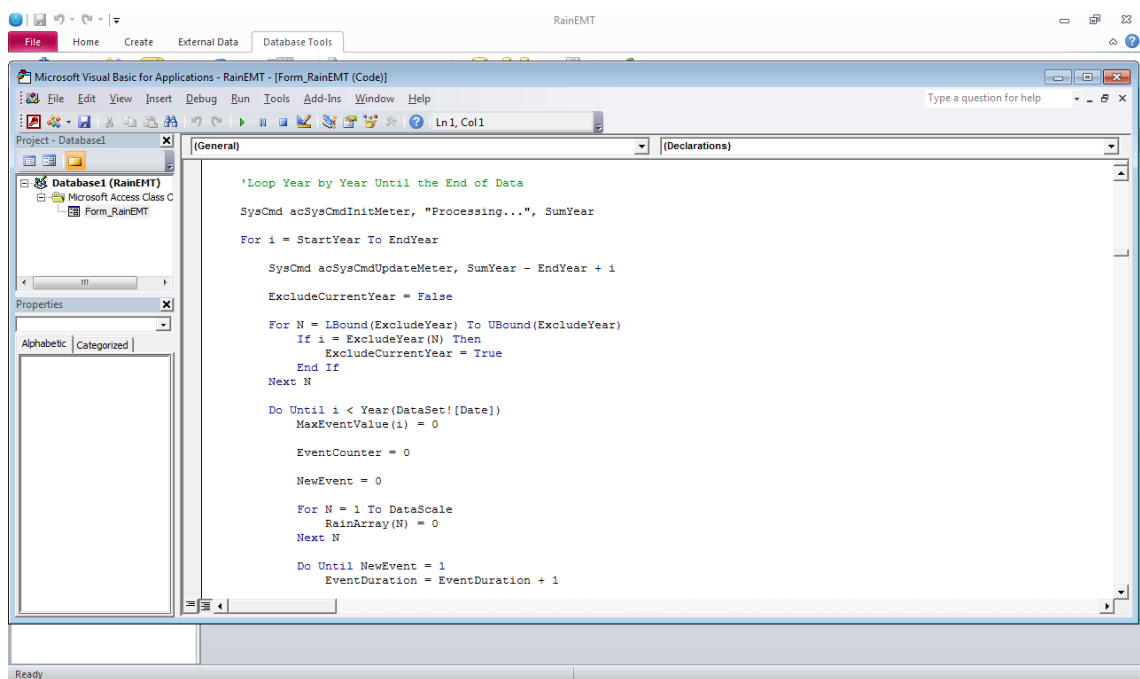 RainEMT
File Home Create External Data Database Tools
Microsoft Visual Basic for Applications - RainEMT - [Form_RainEMT (Code)]
File Edit View Insert Debug Run Tools Add-Ins Window Help
Type a question for help
Ln 1, Col 1
Project - Database1
(General)
(Declarations)
Database1 (RainEMT)
Microsoft Access Class O
Form_RainEMT
Properties
Alphabetic Categorized
'Loop Year by Year Until the End of Data
SysCmd acSysCmdInitMeter, "Processing...", SumYear
For i = StartYear To EndYear
SysCmd acSysCmdUpdateMeter, SumYear - EndYear + i
ExcludeCurrentYear = False
For N = LBound(ExcludeYear) To UBound(ExcludeYear)
If i = ExcludeYear(N) Then
ExcludeCurrentYear = True
End If
Next N
Do Until i < Year(DataSet![Date])
MaxEventValue(i) = 0
EventCounter = 0
NewEvent = 0
For N = 1 To DataScale
RainArray(N) = 0
Next N
Do Until NewEvent = 1
EventDuration = EventDuration + 1
Ready